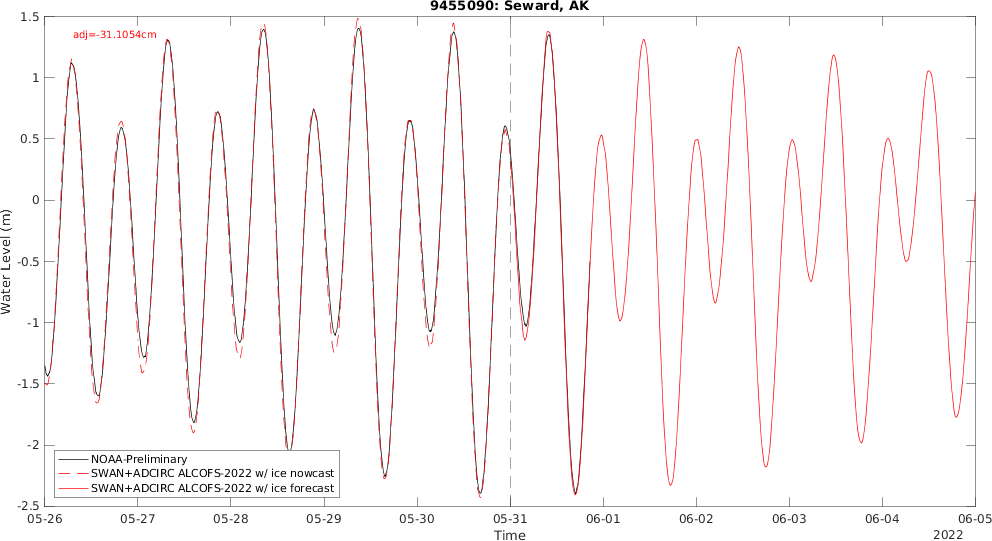 9455090: Seward, AK
adj=-31.1054cm
Water Level (m)
1.5
1
0.5
0
-0.5
-1
-1.5
-2
-2.5
NOAA-Preliminary
SWAN+ADCIRC ALCOFS-2022 w/ ice nowcast
SWAN+ADCIRC ALCOFS-2022 w/ ice forecast
05-26 05-27 05-28 05-29 05-30 05-31 06-01 06-02 06-03 06-04 06-05
Time
2022